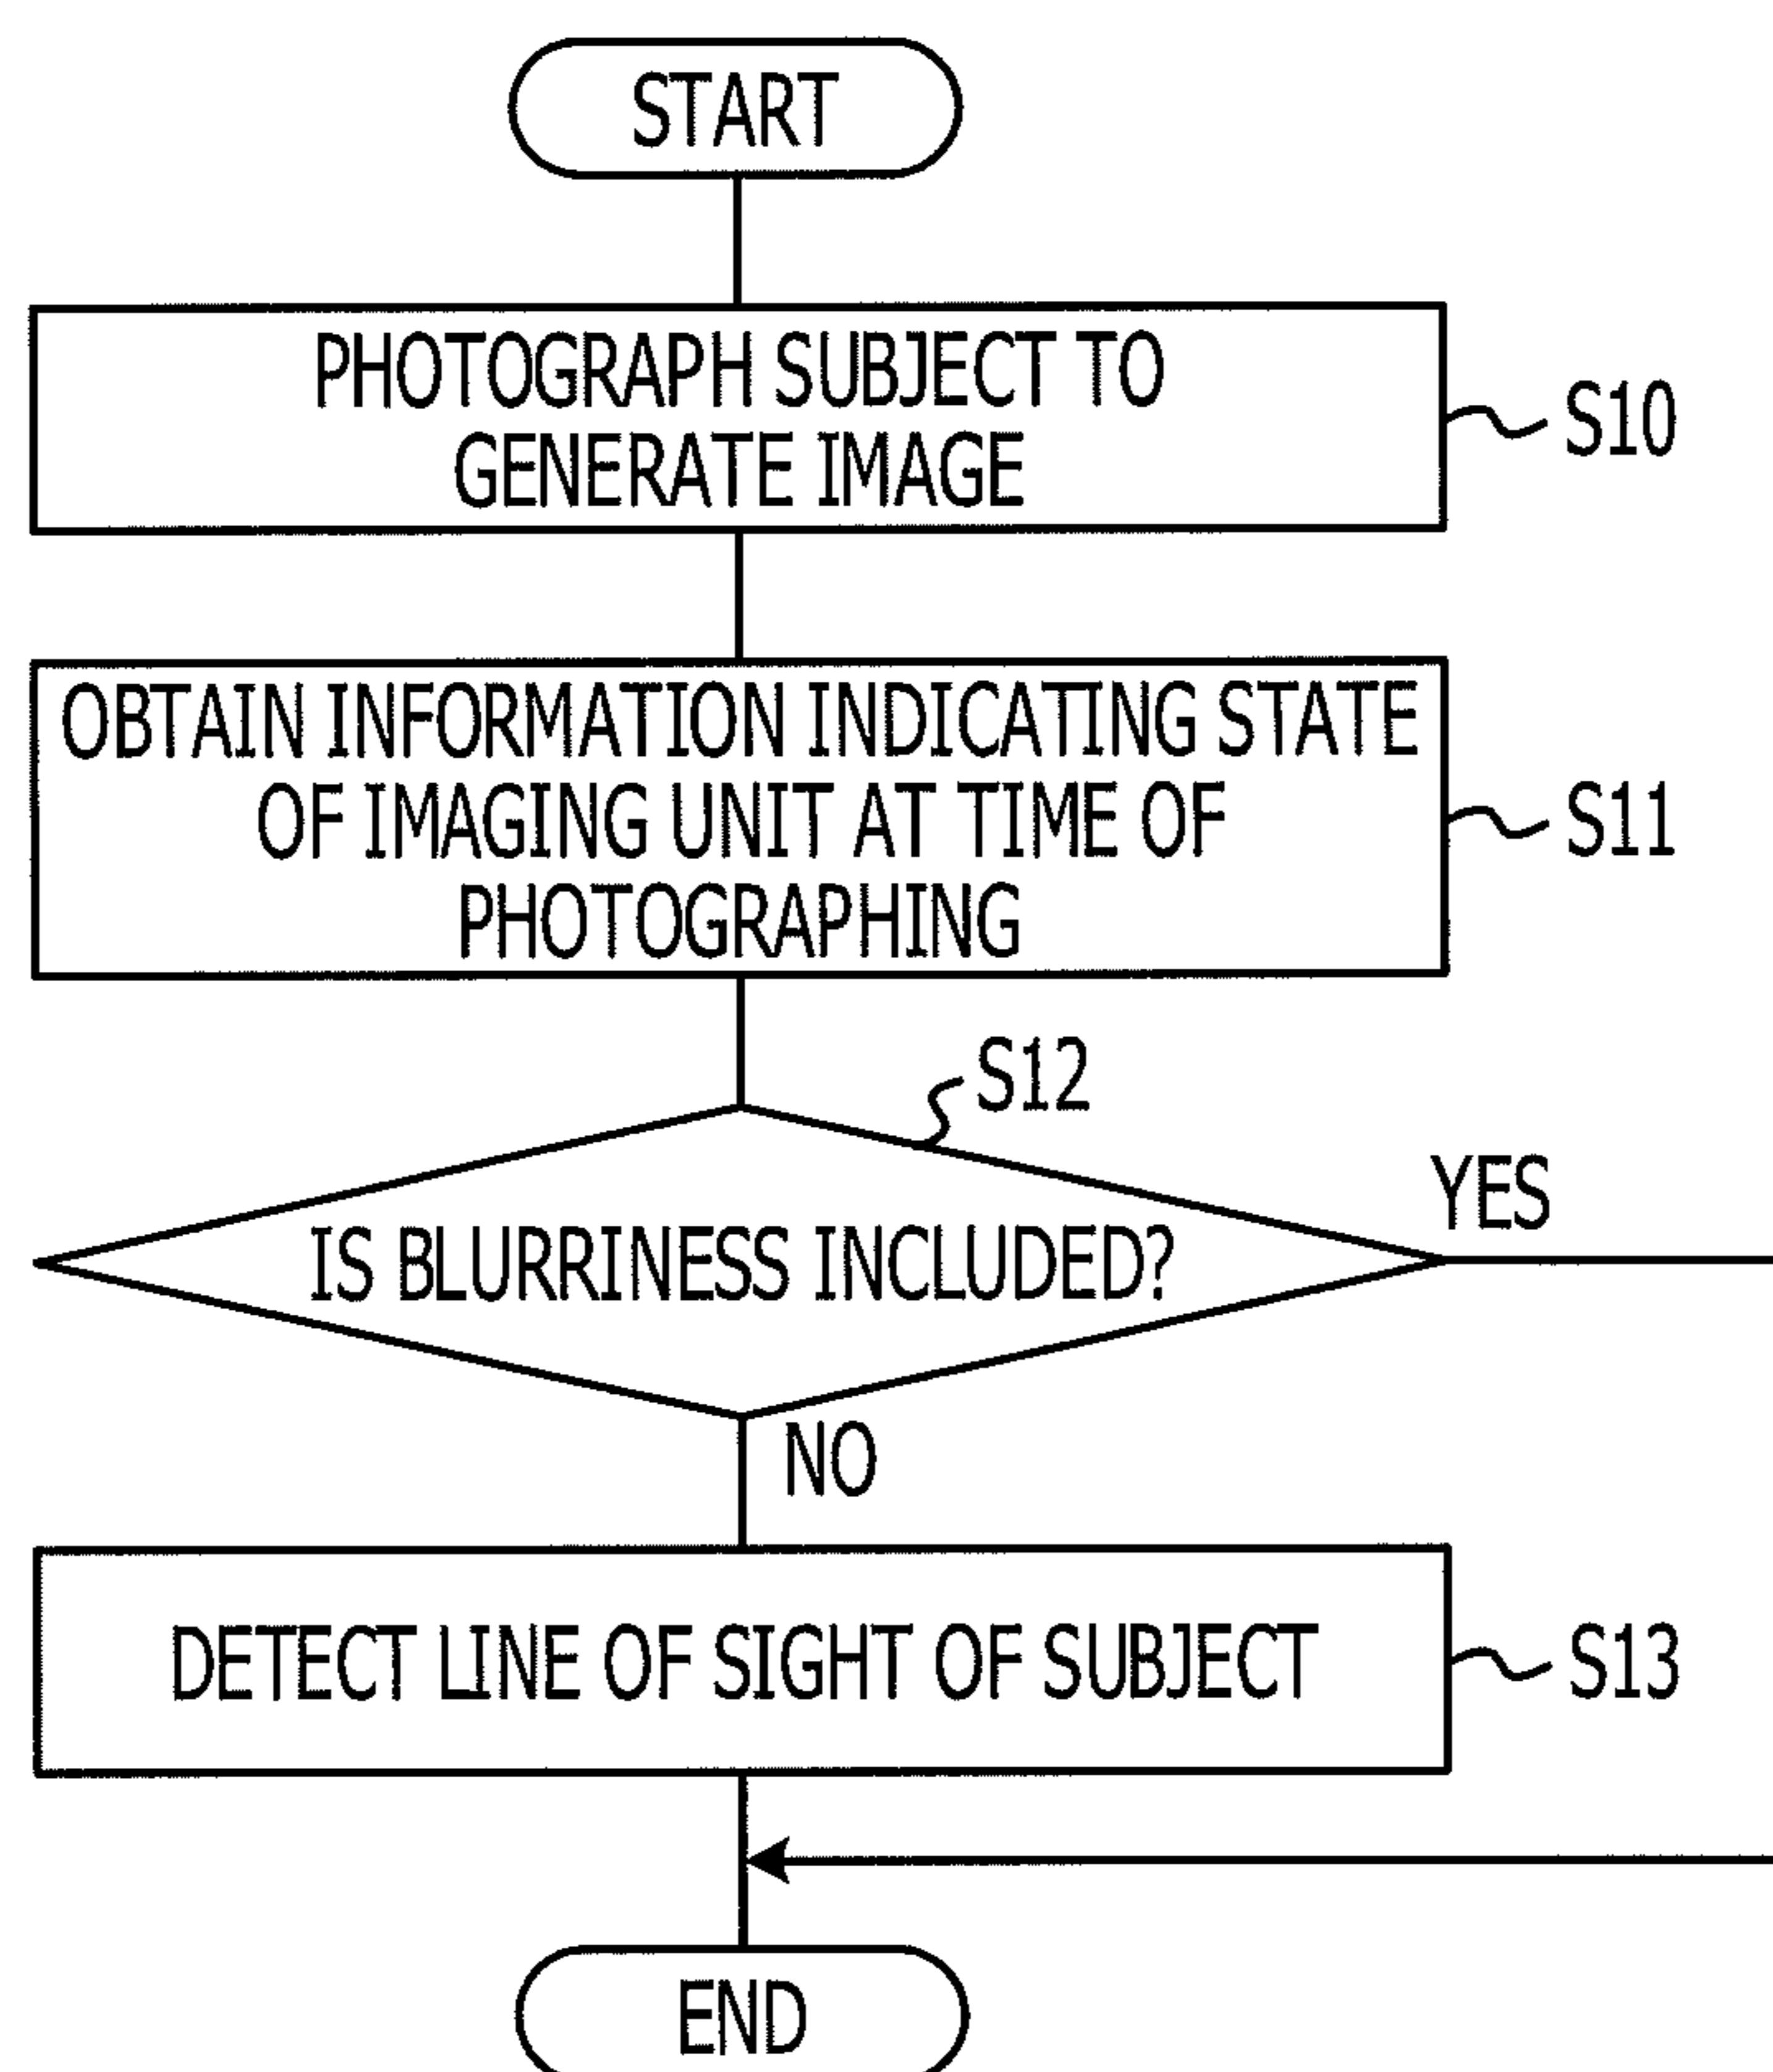 START
PHOTOGRAPH SUBJECT TO
GENERATE IMAGE
S10
OBTAIN INFORMATION INDICATING STATE
OF IMAGING UNIT AT TIME OF
PHOTOGRAPHING
S11
S12
IS BLURRINESS INCLUDED?
YES
NO
DETECT LINE OF SIGHT OF SUBJECT
S13
END